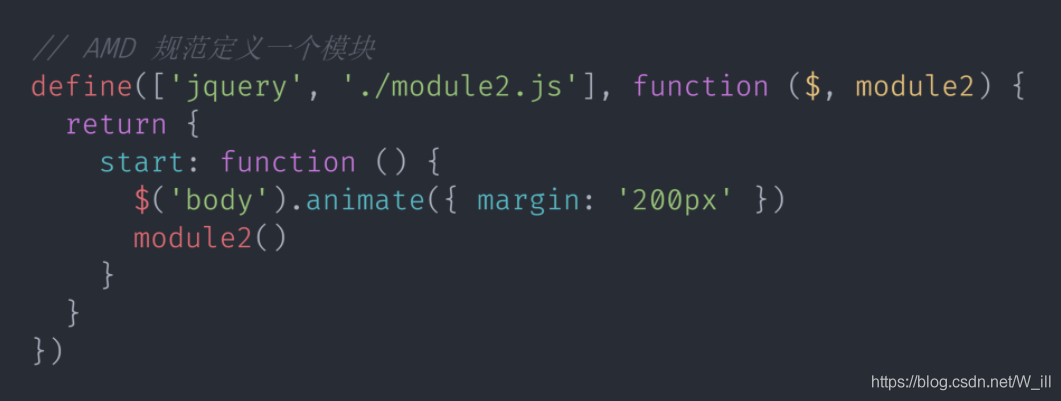 // AMD 规范定义一个模块
define(['jquery', './module2.js'], function ($, module2) {
  return {
    start: function () {
      $('body').animate({ margin: '200px' })
      module2()
    }
  }
})
https://blog.csdn.net/W_ill